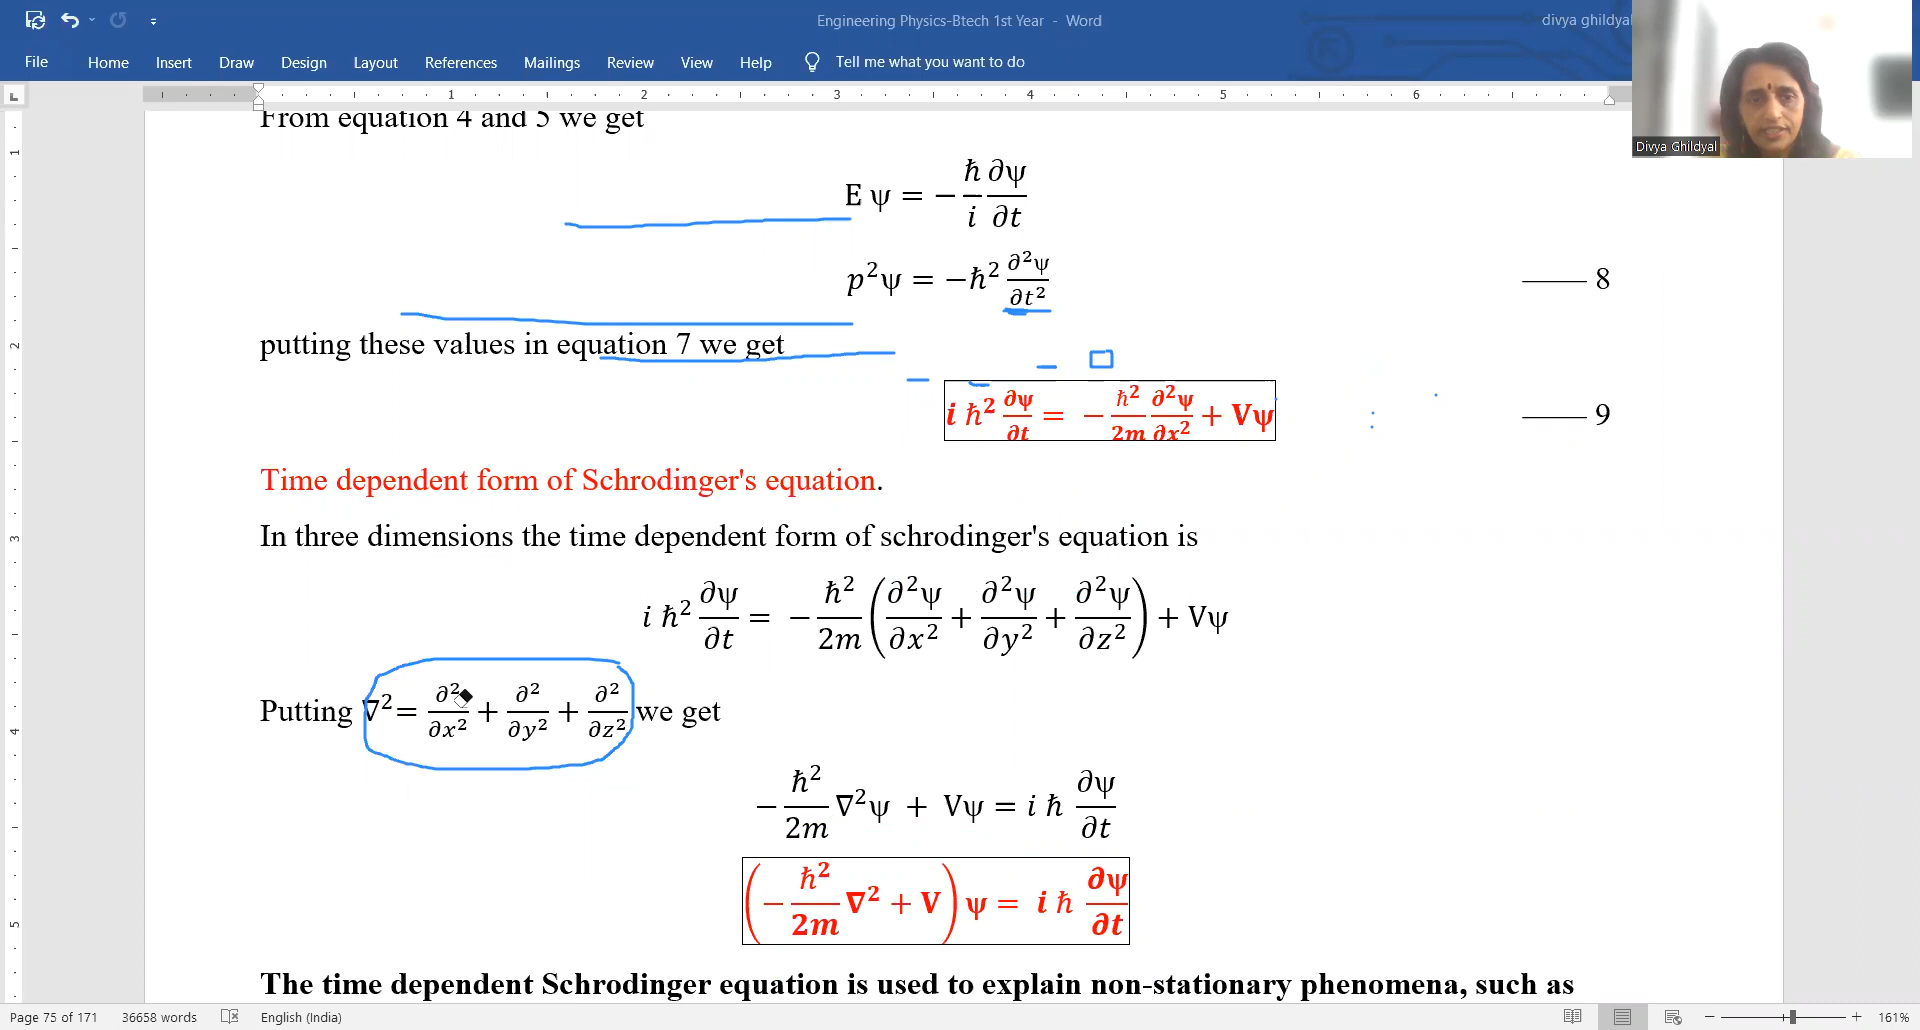 Engineering Physics-Btech 1st Year - Word
divya ghildyal
File Home Insert Draw Design Layout References Mailings Review View Help Tell me what you want to do
Divya Ghildyal
1 2 3 4 5 6
From equation 4 and 5 we get
E ψ = −ħ/i ∂ψ/∂t
p²ψ = −ħ² ∂²ψ/∂t² —— 8
putting these values in equation 7 we get
i ħ² ∂ψ/∂t = −ħ²/2m ∂²ψ/∂x² + Vψ —— 9
Time dependent form of Schrodinger's equation.
In three dimensions the time dependent form of schrodinger's equation is
i ħ² ∂ψ/∂t = −ħ²/2m (∂²ψ/∂x² + ∂²ψ/∂y² + ∂²ψ/∂z²) + Vψ
Putting ∇² = ∂²/∂x² + ∂²/∂y² + ∂²/∂z² we get
−ħ²/2m ∇²ψ + Vψ = i ħ ∂ψ/∂t
(−ħ²/2m ∇² + V) ψ = i ħ ∂ψ/∂t
The time dependent Schrodinger equation is used to explain non-stationary phenomena, such as
Page 75 of 171 36658 words English (India) 161%